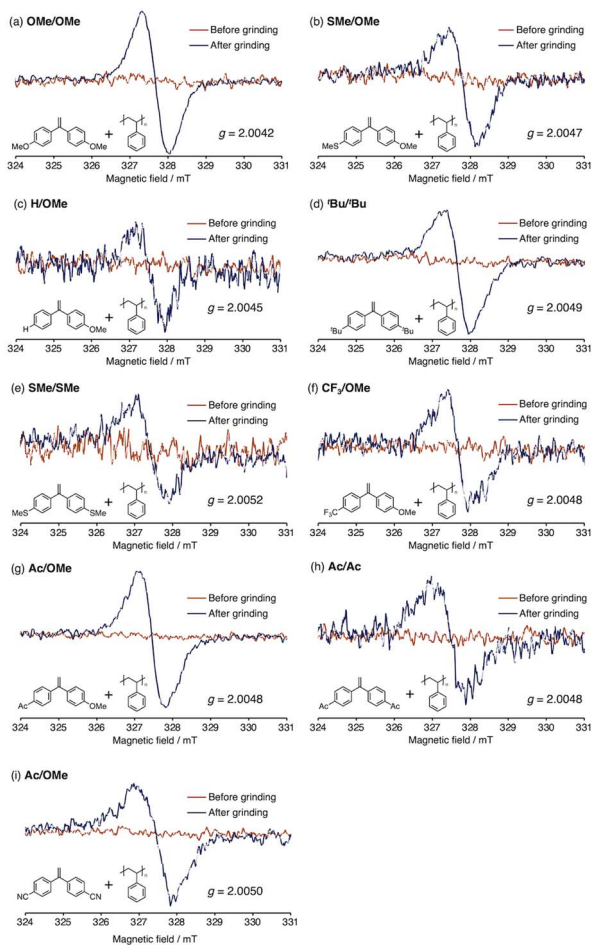 (a) OMe/OMe
Before grinding
After grinding
MeO
OMe
+
n
g = 2.0042
324 325 326 327 328 329 330 331
Magnetic field / mT
(b) SMe/OMe
Before grinding
After grinding
MeS
OMe
+
n
g = 2.0047
324 325 326 327 328 329 330 331
Magnetic field / mT
(c) H/OMe
Before grinding
After grinding
H
OMe
+
n
g = 2.0045
324 325 326 327 328 329 330 331
Magnetic field / mT
(d) tBu/tBu
Before grinding
After grinding
tBu
tBu
+
n
g = 2.0049
324 325 326 327 328 329 330 331
Magnetic field / mT
(e) SMe/SMe
Before grinding
After grinding
MeS
SMe
+
n
g = 2.0052
324 325 326 327 328 329 330 331
Magnetic field / mT
(f) CF3/OMe
Before grinding
After grinding
F3C
OMe
+
n
g = 2.0048
324 325 326 327 328 329 330 331
Magnetic field / mT
(g) Ac/OMe
Before grinding
After grinding
Ac
OMe
+
n
g = 2.0048
324 325 326 327 328 329 330 331
Magnetic field / mT
(h) Ac/Ac
Before grinding
After grinding
Ac
Ac
+
n
g = 2.0048
324 325 326 327 328 329 330 331
Magnetic field / mT
(i) Ac/OMe
Before grinding
After grinding
NC
CN
+
n
g = 2.0050
324 325 326 327 328 329 330 331
Magnetic field / mT